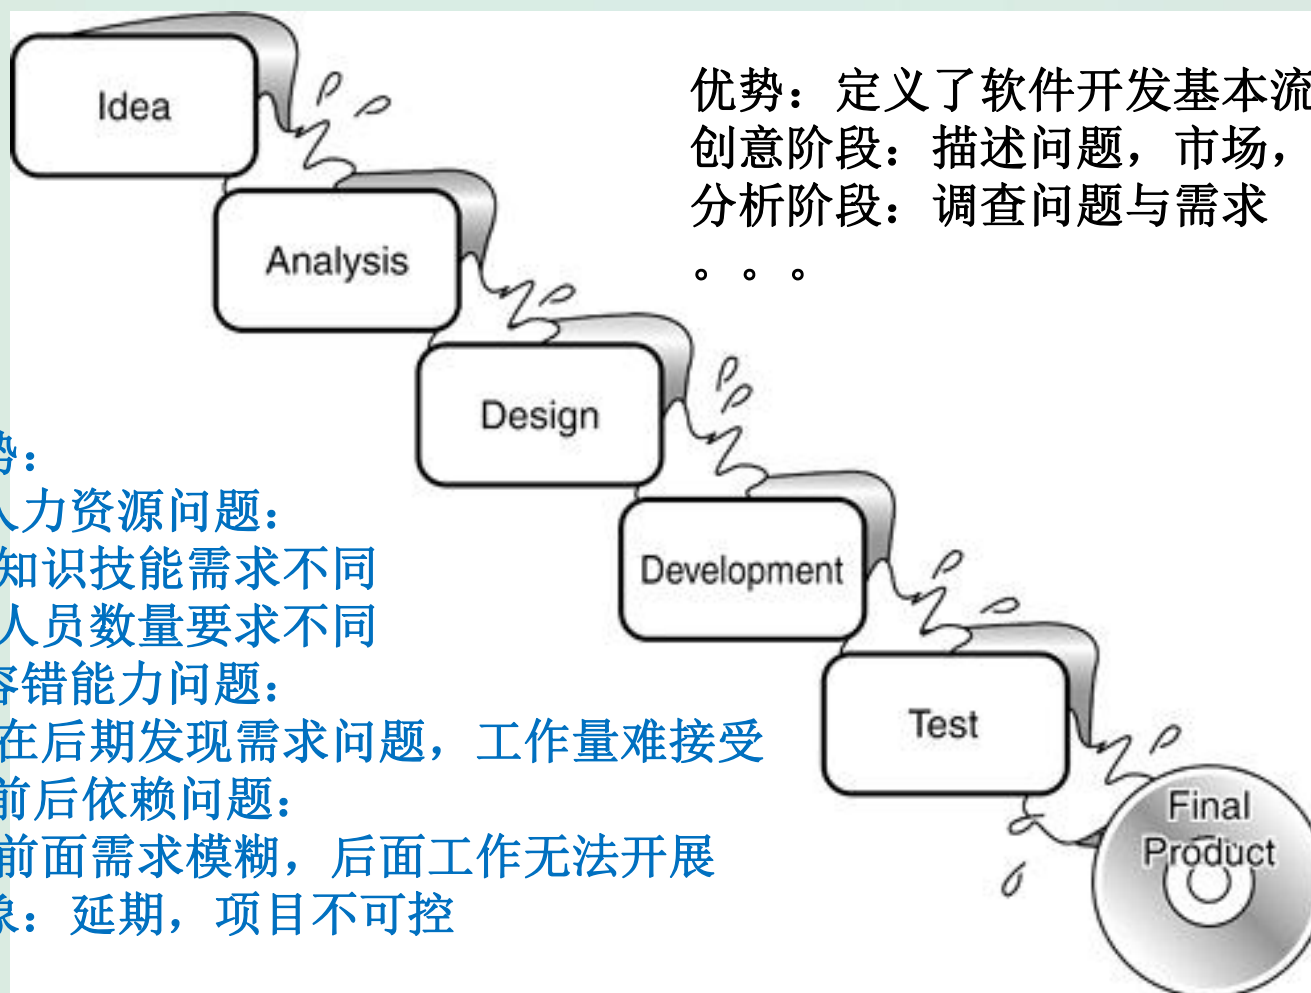 Idea
优势：定义了软件开发基本流
创意阶段：描述问题，市场，
分析阶段：调查问题与需求
。。。
Analysis
Design
势：
人力资源问题：
知识技能需求不同
人员数量要求不同
容错能力问题：
在后期发现需求问题，工作量难接受
前后依赖问题：
前面需求模糊，后面工作无法开展
象：延期，项目不可控
Development
Test
Final
Product